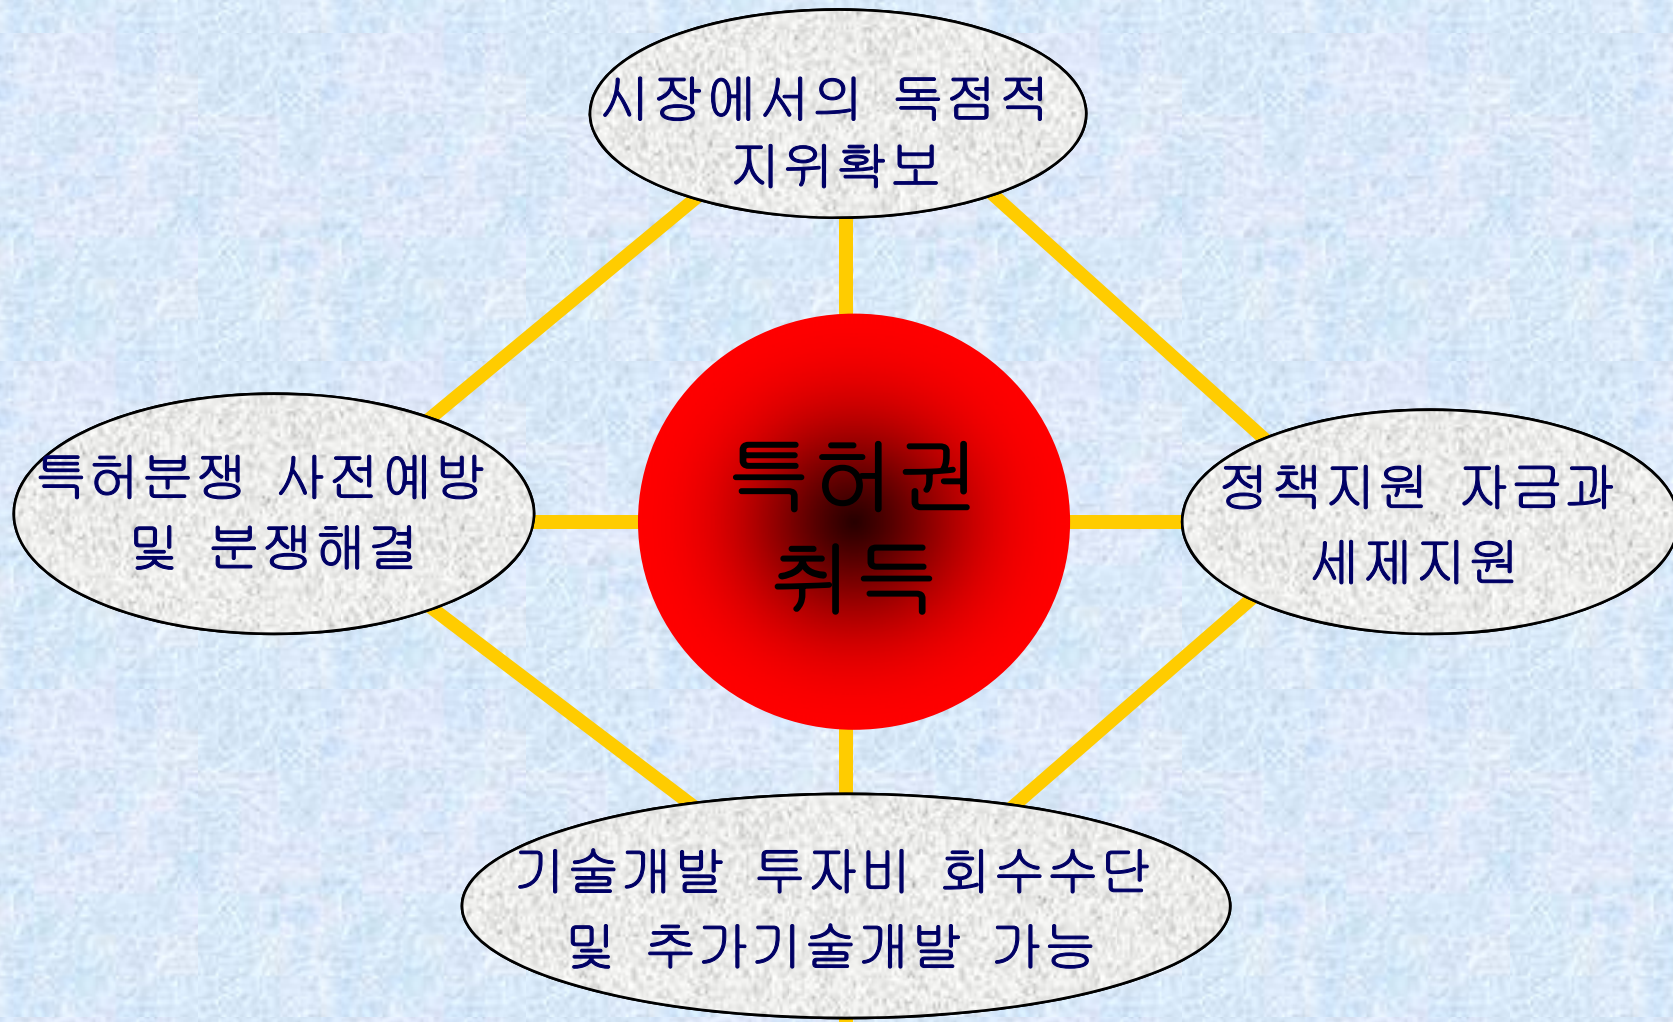 시장에서의 독점적
지위확보
특허분쟁 사전예방
및 분쟁해결
특허권
취득
정책지원 자금과
세제지원
기술개발 투자비 회수수단
및 추가기술개발 가능